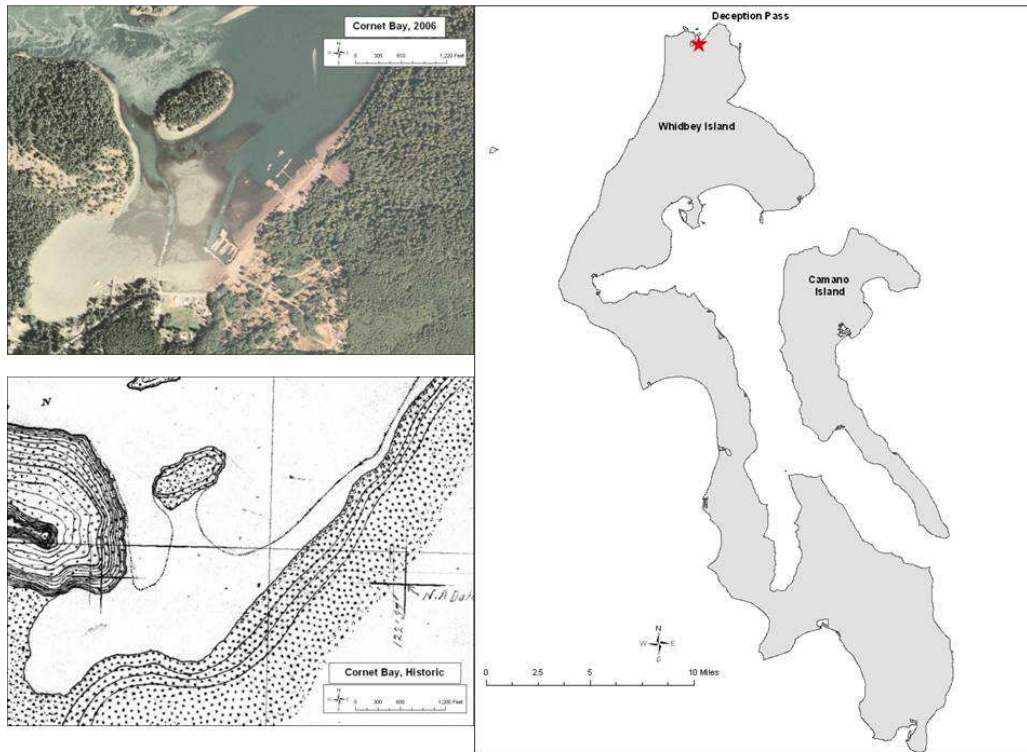 Cornet Bay, 2006
N
W E
S
0 305 610 1,220 Feet
N
Cornet Bay, Historic
N
W E
S
0 300 600 1,200 Feet
Deception Pass
Whidbey Island
Camano
Island
N
W E
S
0 2.5 5 10 Miles